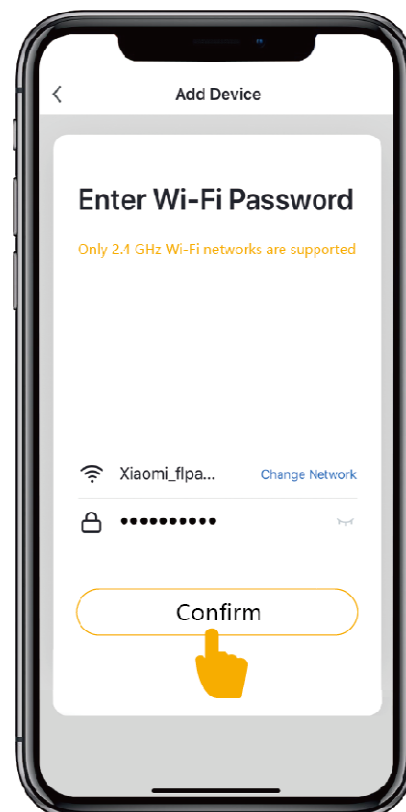 Add Device
Enter Wi-Fi Password
Only 2.4 GHz Wi-Fi networks are supported
Xiaomi_flpa... Change Network
••••••••••
Confirm